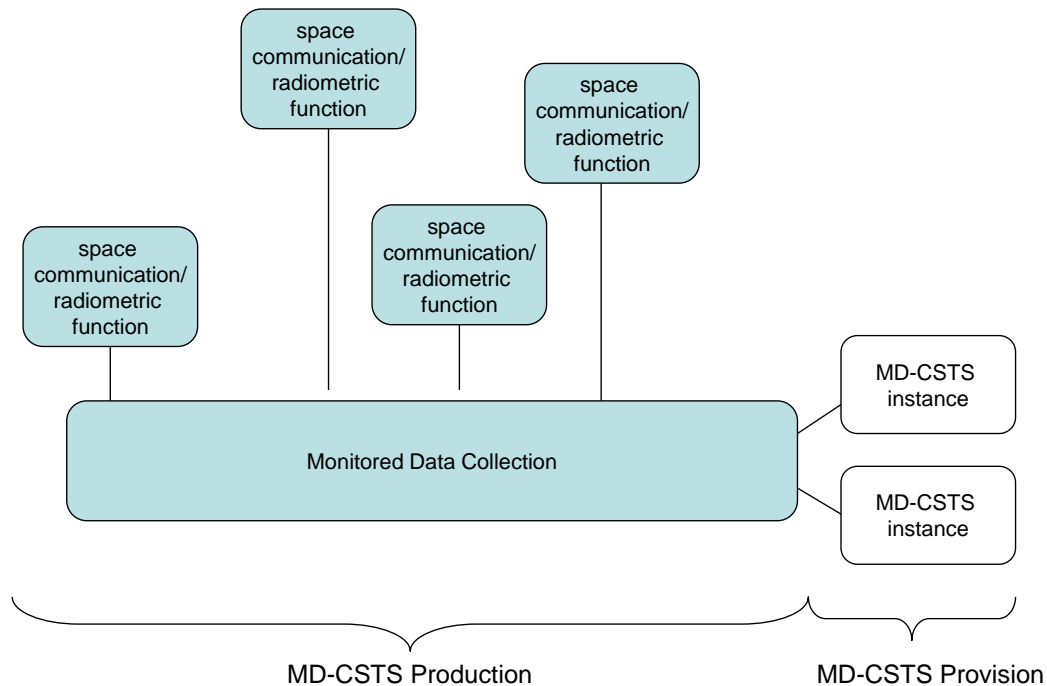 space
communication/
radiometric
function
space
communication/
radiometric
function
space
communication/
radiometric
function
space
communication/
radiometric
function
MD-CSTS
instance
Monitored Data Collection
MD-CSTS
instance
MD-CSTS Production
MD-CSTS Provision